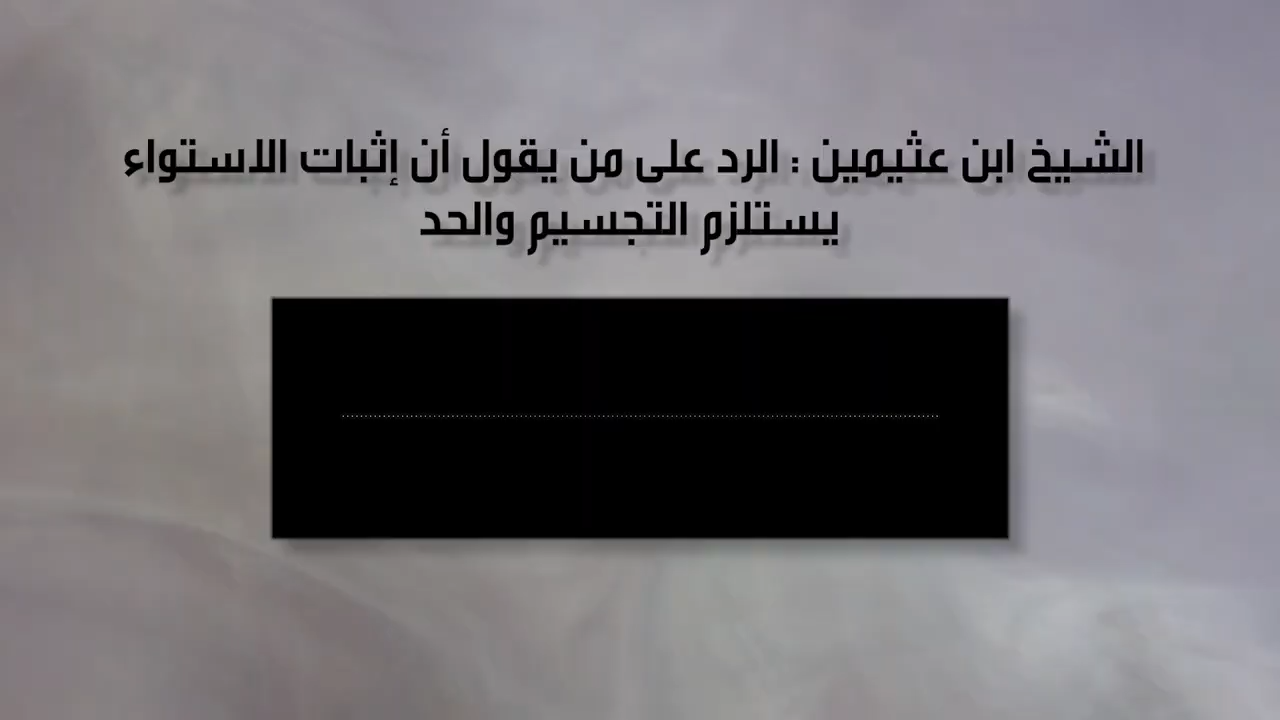 الشيخ ابن عثيمين : الرد على من يقول أن إثبات الاستواء
يستلزم التجسيم والحد